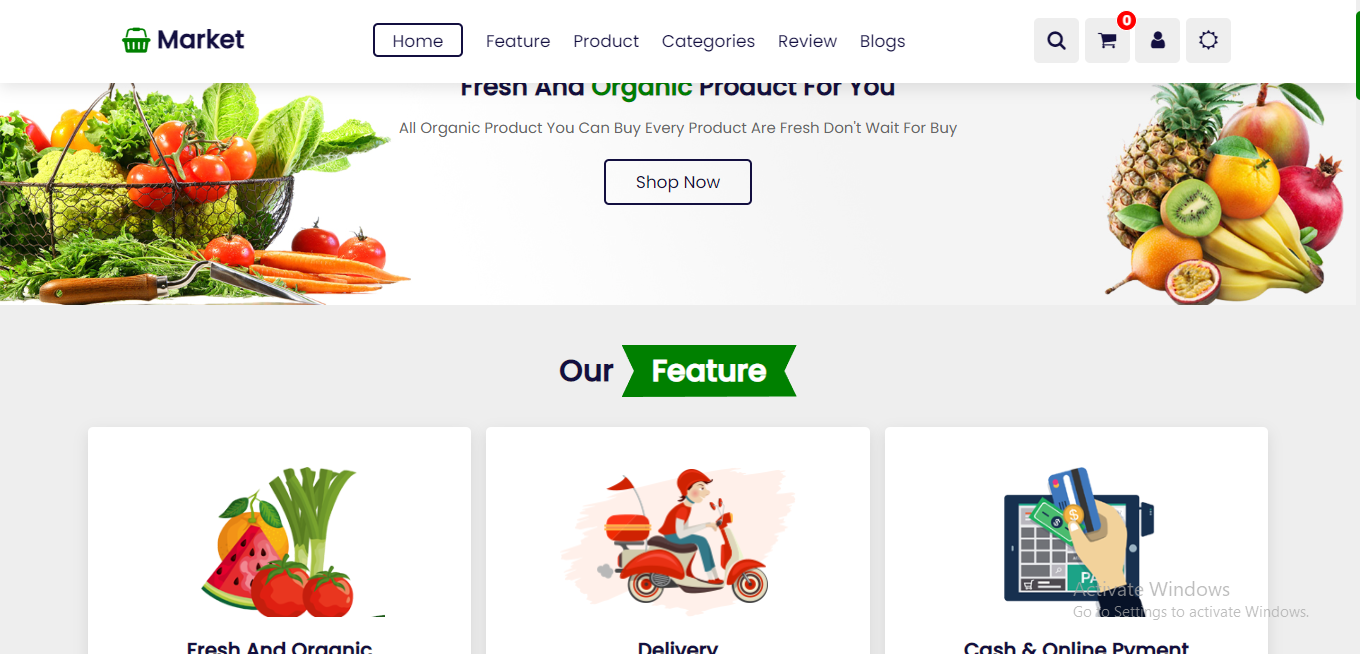 Market
Home Feature Product Categories Review Blogs
0
Fresh And Organic Product For You
All Organic Product You Can Buy Every Product Are Fresh Don't Wait For Buy
Shop Now
Our Feature
PA
Activate Windows
Go to Settings to activate Windows.
Fresh And Organic
Delivery
Cash & Online Pyment